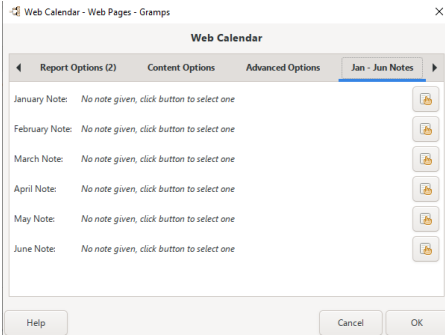 Web Calendar - Web Pages - Gramps
Web Calendar
Report Options (2) Content Options Advanced Options Jan - Jun Notes
January Note: No note given, click button to select one
February Note: No note given, click button to select one
March Note: No note given, click button to select one
April Note: No note given, click button to select one
May Note: No note given, click button to select one
June Note: No note given, click button to select one
Help Cancel OK